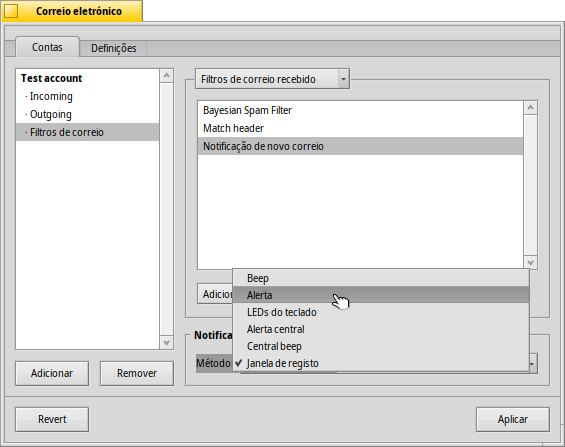 Correio eletrónico
Contas
Definições
Test account
· Incoming
· Outgoing
· Filtros de correio
Filtros de correio recebido
Bayesian Spam Filter
Match header
Notificação de novo correio
Beep
Alerta
LEDs do teclado
Alerta central
Central beep
✓ Janela de registo
Método
Adicionar
Remover
Revert
Aplicar